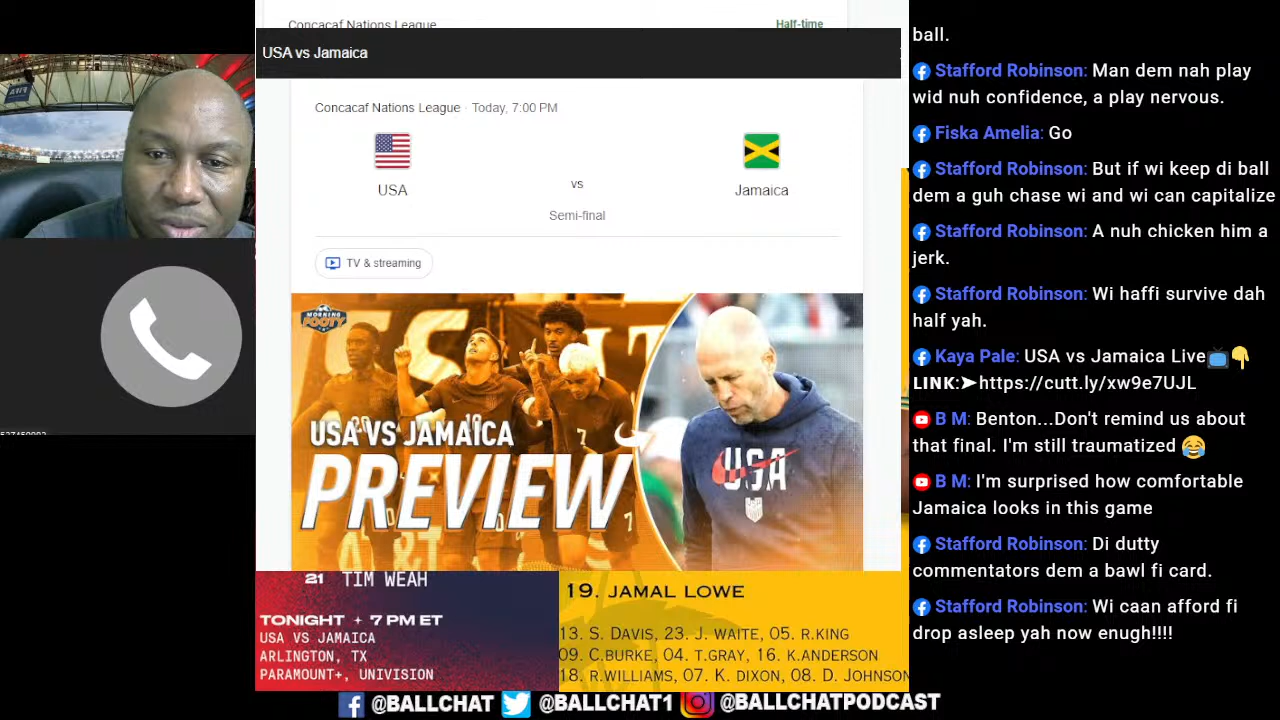 Concacaf Nations League
Half-time
USA vs Jamaica
Concacaf Nations League · Today, 7:00 PM
USA
vs
Jamaica
Semi-final
TV & streaming
MORNING
FOOTY
USA VS JAMAICA
PREVIEW
USA
21 TIM WEAH
TONIGHT + 7 PM ET
USA VS JAMAICA
ARLINGTON, TX
PARAMOUNT+, UNIVISION
19. JAMAL LOWE
13. S. DAVIS, 23. J. WAITE, 05. R.KING
09. C.BURKE, 04. T.GRAY, 16. K.ANDERSON
18. R.WILLIAMS, 07. K. DIXON, 08. D. JOHNSON
@BALLCHAT @BALLCHAT1 @BALLCHATPODCAST
ball.
Stafford Robinson: Man dem nah play
wid nuh confidence, a play nervous.
Fiska Amelia: Go
Stafford Robinson: But if wi keep di ball
dem a guh chase wi and wi can capitalize
Stafford Robinson: A nuh chicken him a
jerk.
Stafford Robinson: Wi haffi survive dah
half yah.
Kaya Pale: USA vs Jamaica Live📺👇
𝗟𝗜𝗡𝗞:➤https://cutt.ly/xw9e7UJL
B M: Benton...Don't remind us about
that final. I'm still traumatized 😂
B M: I'm surprised how comfortable
Jamaica looks in this game
Stafford Robinson: Di dutty
commentators dem a bawl fi card.
Stafford Robinson: Wi caan afford fi
drop asleep yah now enugh!!!!